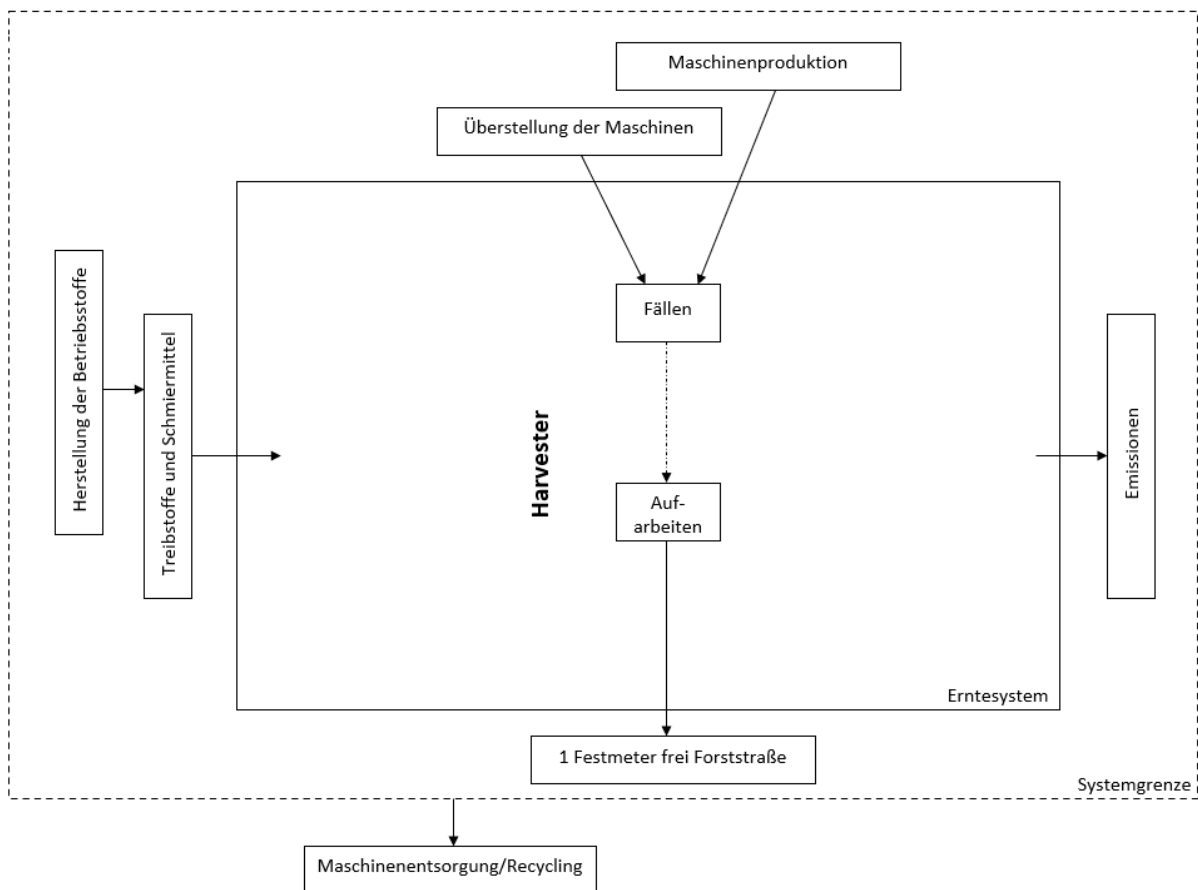 Maschinenproduktion
Überstellung der Maschinen
Herstellung der Betriebsstoffe
Treibstoffe und Schmiermittel
Harvester
Fällen
Auf-
arbeiten
Emissionen
Erntesystem
1 Festmeter frei Forststraße
Systemgrenze
Maschinenentsorgung/Recycling